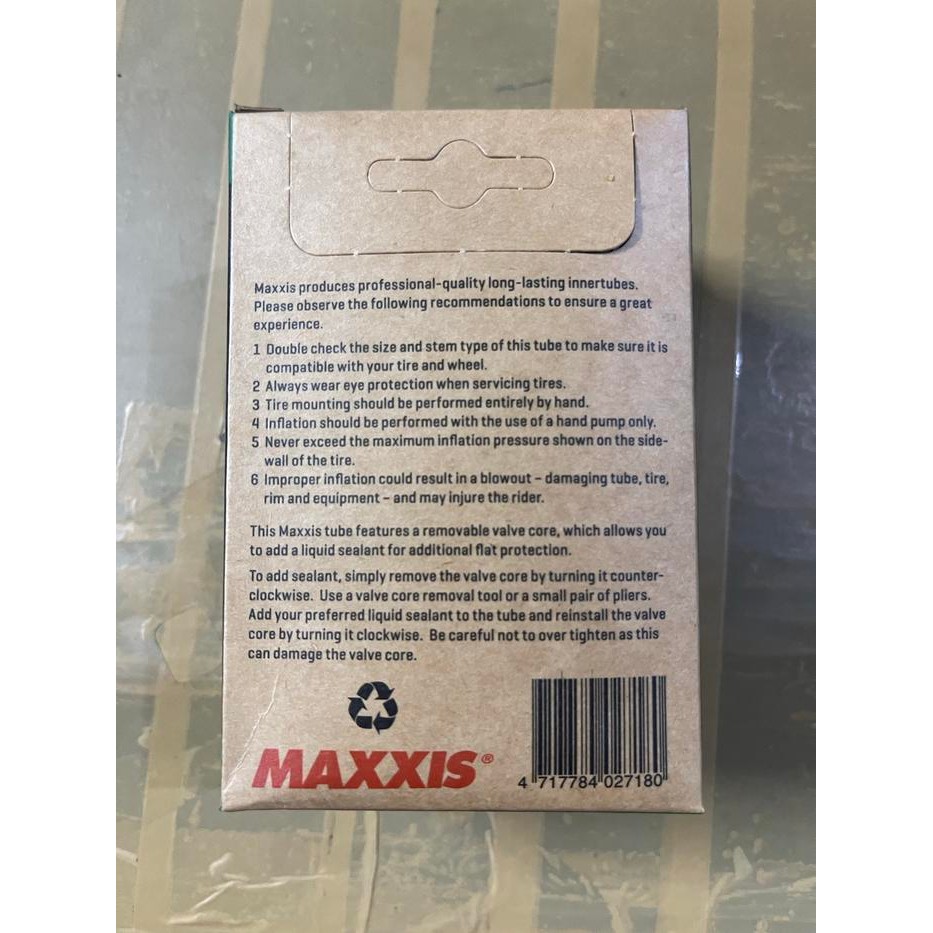 Maxxis produces professional-quality long-lasting innertubes.
Please observe the following recommendations to ensure a great
experience.
1 Double check the size and stem type of this tube to make sure it is
compatible with your tire and wheel.
2 Always wear eye protection when servicing tires.
3 Tire mounting should be performed entirely by hand.
4 Inflation should be performed with the use of a hand pump only.
5 Never exceed the maximum inflation pressure shown on the side-
wall of the tire.
6 Improper inflation could result in a blowout – damaging tube, tire,
rim and equipment – and may injure the rider.
This Maxxis tube features a removable valve core, which allows you
to add a liquid sealant for additional flat protection.
To add sealant, simply remove the valve core by turning it counter-
clockwise. Use a valve core removal tool or a small pair of pliers.
Add your preferred liquid sealant to the tube and reinstall the valve
core by turning it clockwise. Be careful not to over tighten as this
can damage the valve core.
MAXXIS®
4 717784 027180